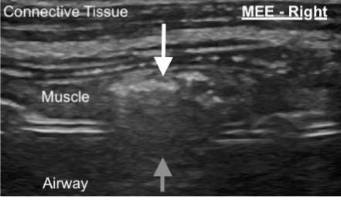 Connective Tissue
MEE - Right
Muscle
Airway